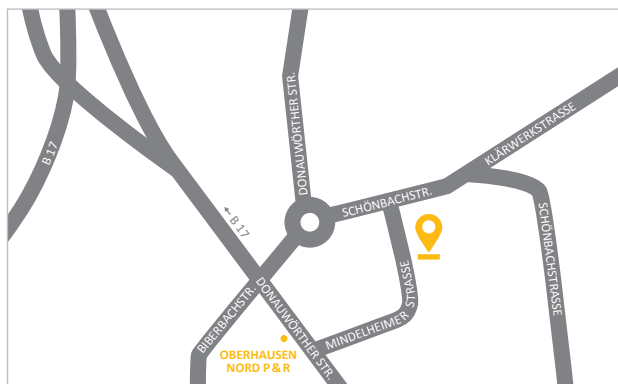 B 17
DONAUWÖRTHER STR.
KLÄRWERKSTRASSE
SCHÖNBACHSTR.
← B 17
SCHÖNBACHSTRASSE
BIBERBACHSTR.
DONAUWÖRTHER STR.
MINDELHEIMER STRASSE
OBERHAUSEN
NORD P & R